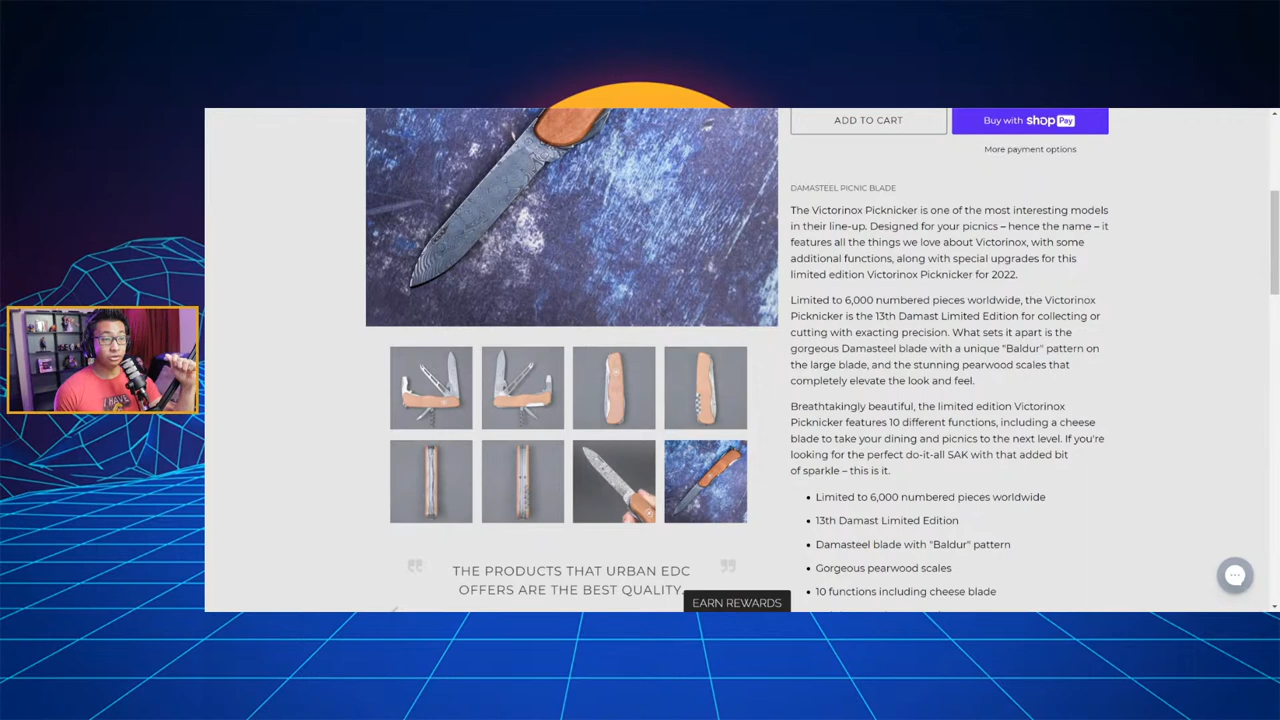 ADD TO CART
Buy with shop Pay
More payment options
DAMASTEEL PICNIC BLADE
The Victorinox Picknicker is one of the most interesting models
in their line-up. Designed for your picnics – hence the name – it
features all the things we love about Victorinox, with some
additional functions, along with special upgrades for this
limited edition Victorinox Picknicker for 2022.
Limited to 6,000 numbered pieces worldwide, the Victorinox
Picknicker is the 13th Damast Limited Edition for collecting or
cutting with exacting precision. What sets it apart is the
gorgeous Damasteel blade with a unique "Baldur" pattern on
the large blade, and the stunning pearwood scales that
completely elevate the look and feel.
Breathtakingly beautiful, the limited edition Victorinox
Picknicker features 10 different functions, including a cheese
blade to take your dining and picnics to the next level. If you're
looking for the perfect do-it-all SAK with that added bit
of sparkle – this is it.
• Limited to 6,000 numbered pieces worldwide
• 13th Damast Limited Edition
• Damasteel blade with "Baldur" pattern
• Gorgeous pearwood scales
• 10 functions including cheese blade
THE PRODUCTS THAT URBAN EDC
OFFERS ARE THE BEST QUALITY.
EARN REWARDS
I HAVE